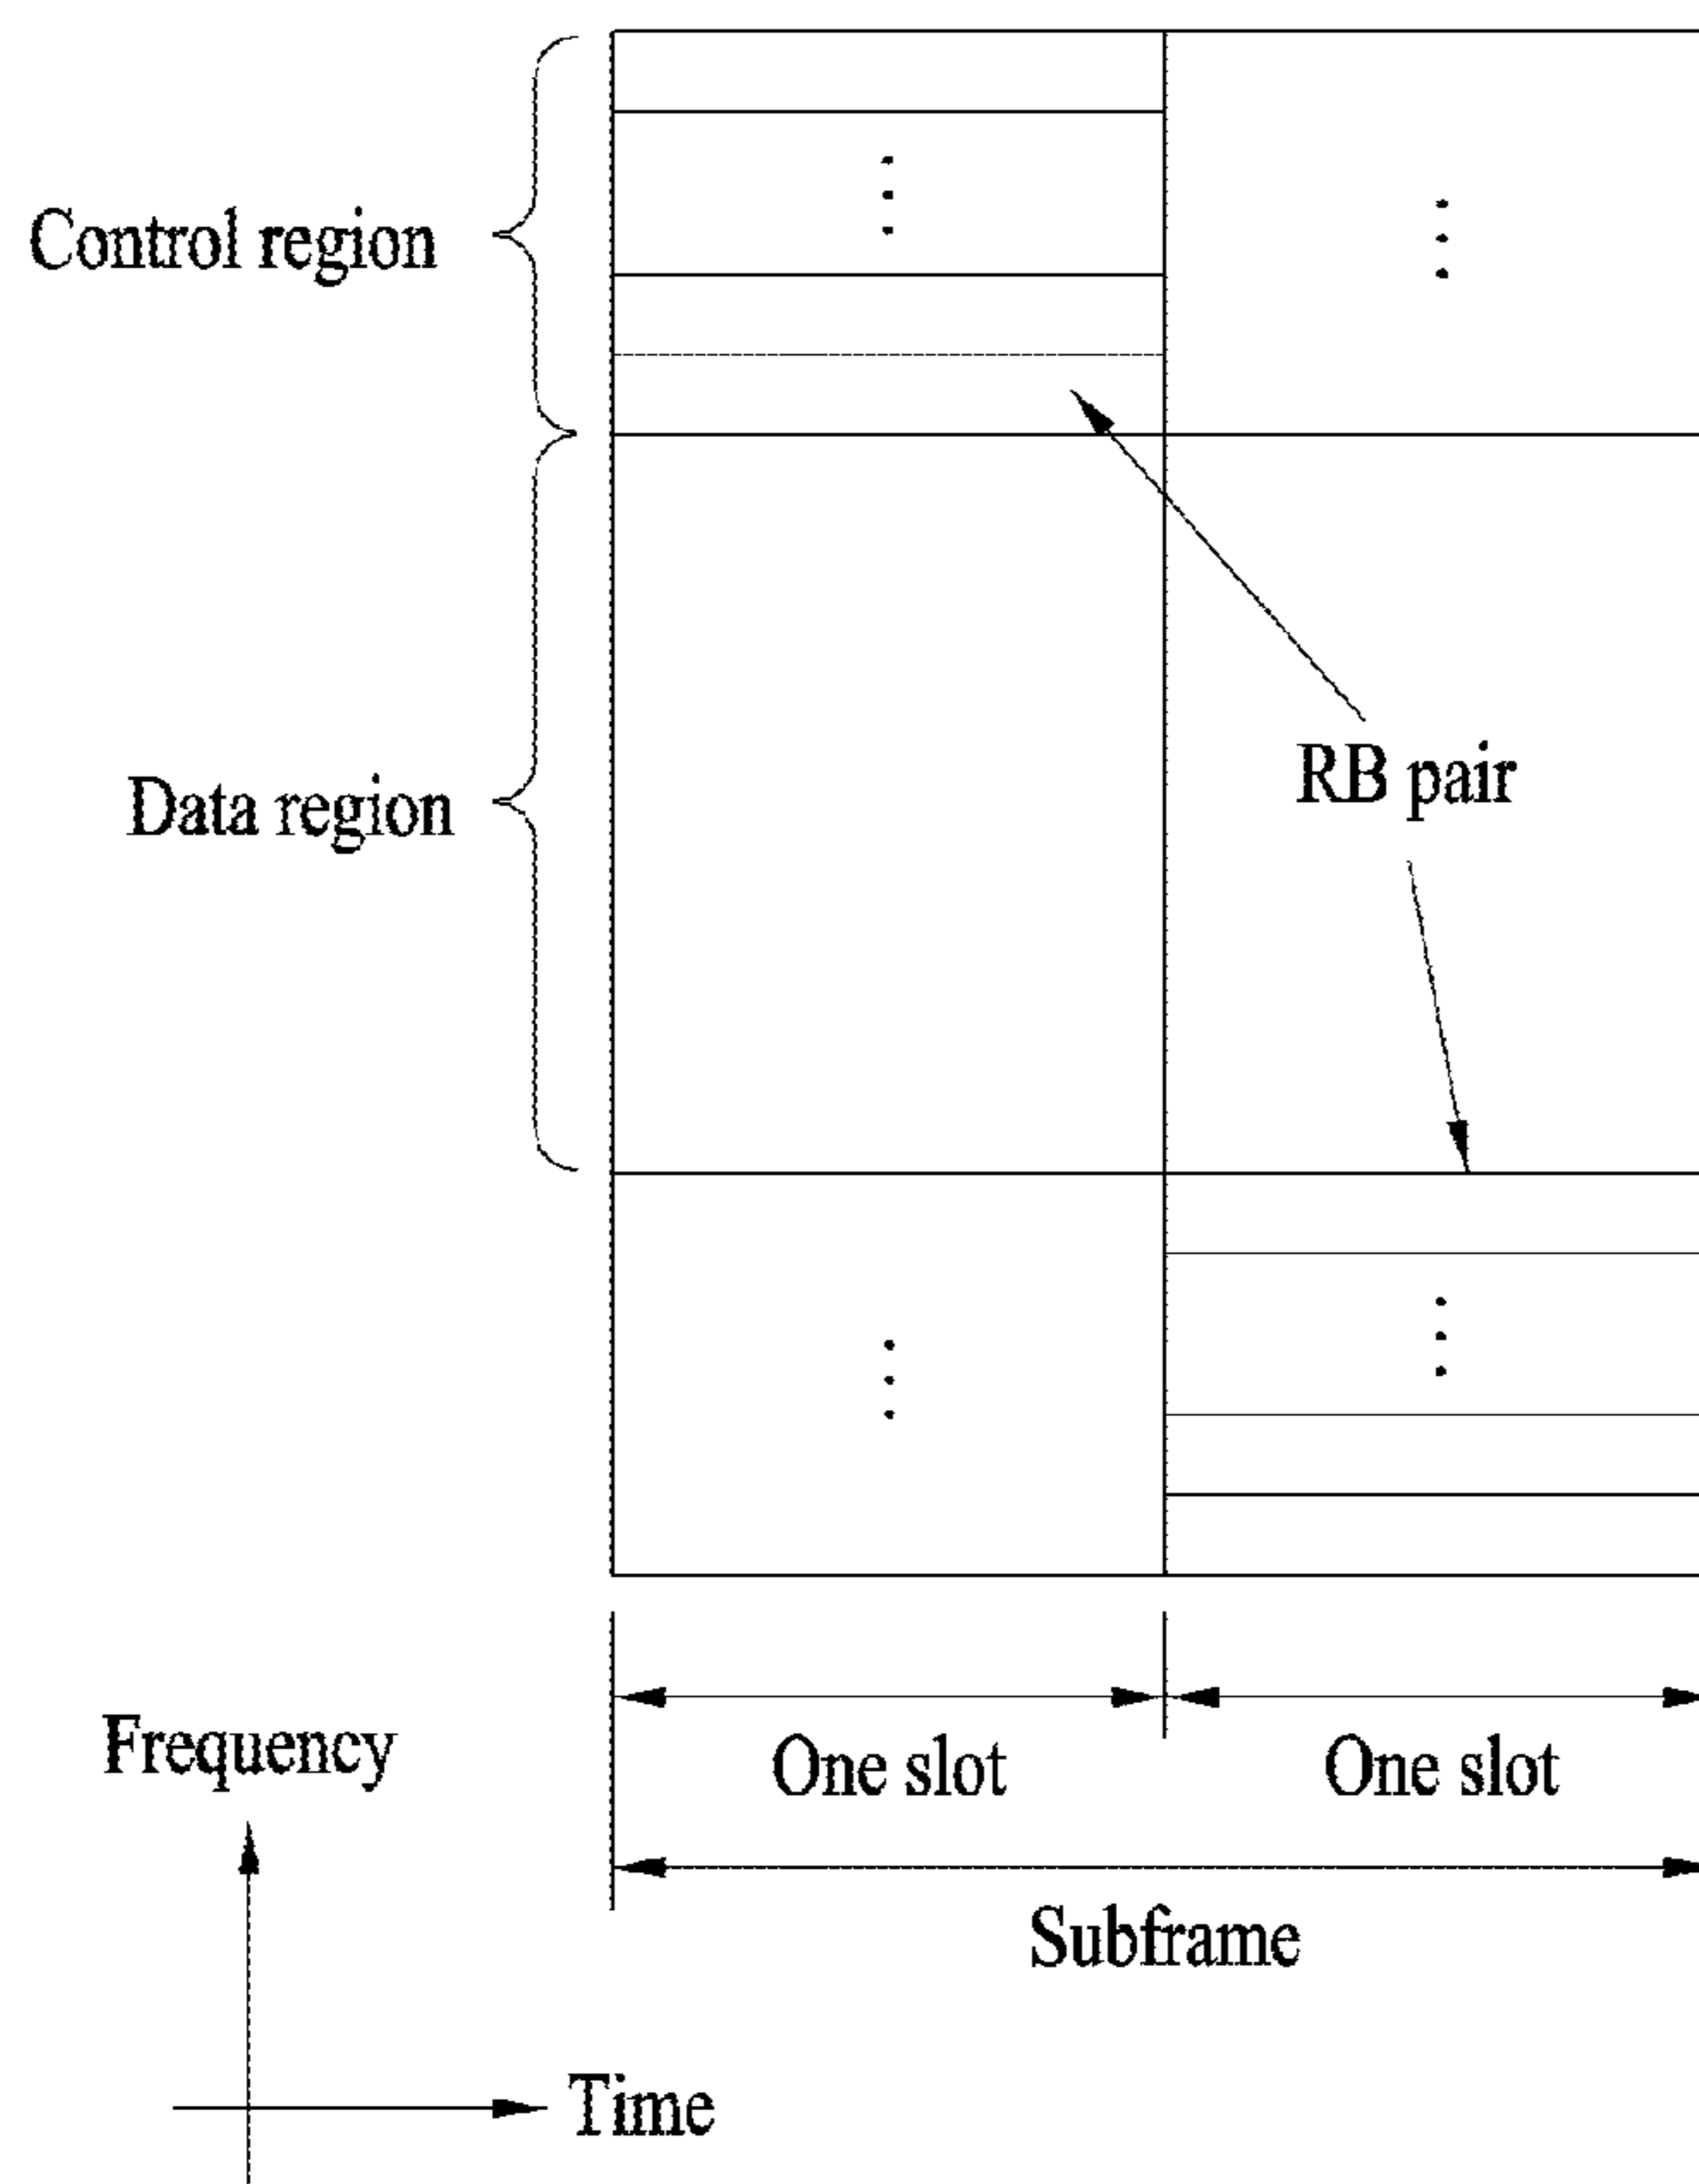 Control region
Data region
RB pair
One slot
One slot
Subframe
Frequency
Time